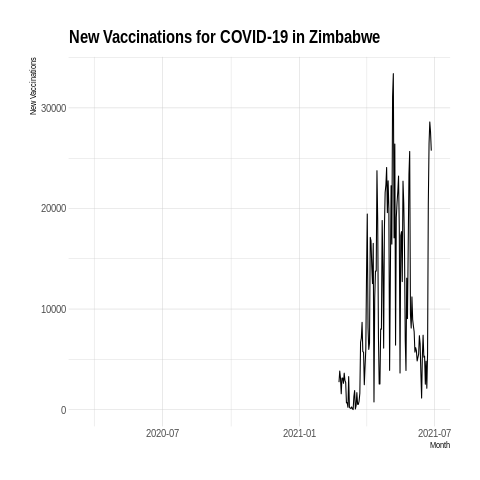 New Vaccinations for COVID-19 in Zimbabwe
New Vaccinations
30000
20000
10000
0
2020-07
2021-01
2021-07
Month